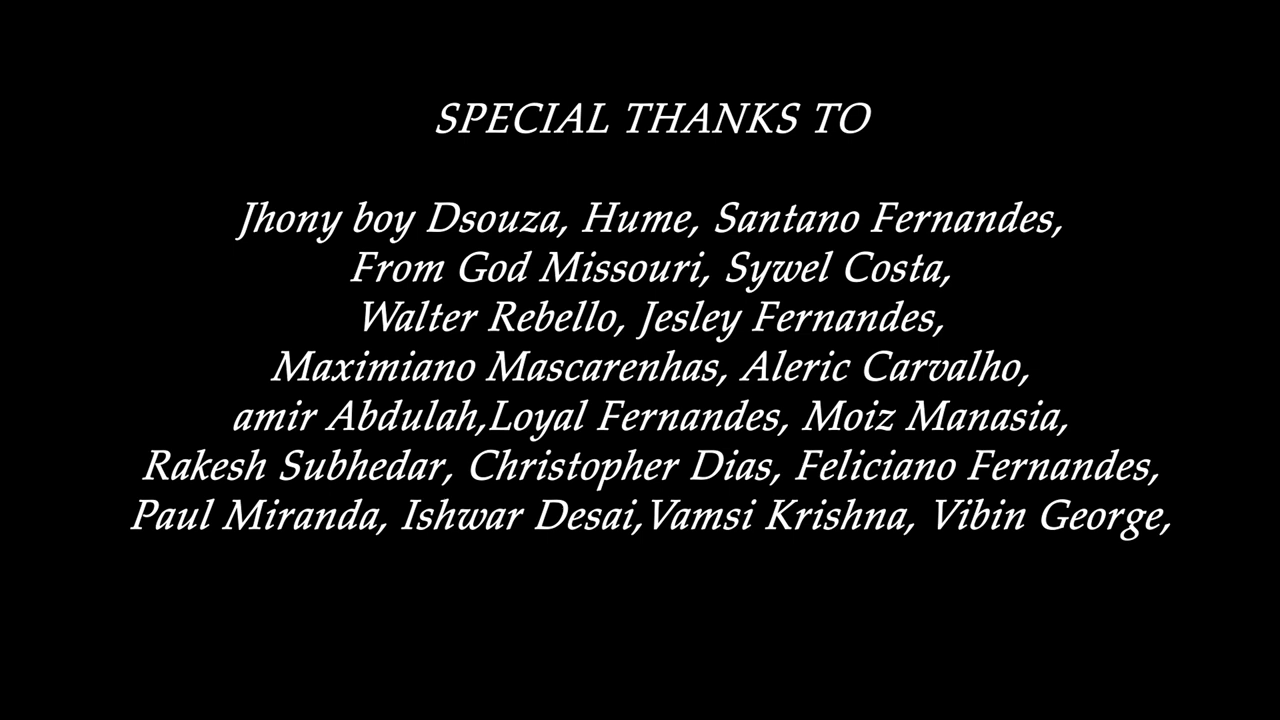 SPECIAL THANKS TO
Jhony boy Dsouza, Hume, Santano Fernandes,
From God Missouri, Sywel Costa,
Walter Rebello, Jesley Fernandes,
Maximiano Mascarenhas, Aleric Carvalho,
amir Abdulah,Loyal Fernandes, Moiz Manasia,
Rakesh Subhedar, Christopher Dias, Feliciano Fernandes,
Paul Miranda, Ishwar Desai,Vamsi Krishna, Vibin George,